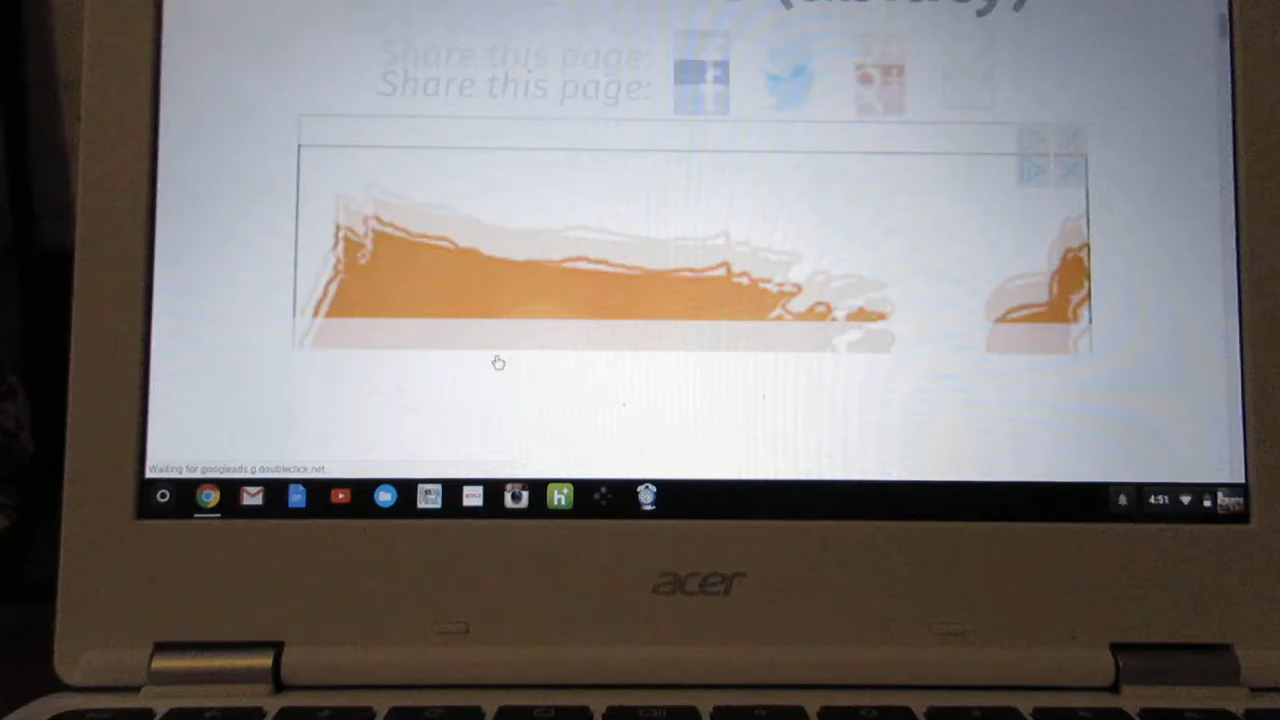 Share this page:
Share this page:
Waiting for googleads.g.doubleclick.net...
4:51
acer